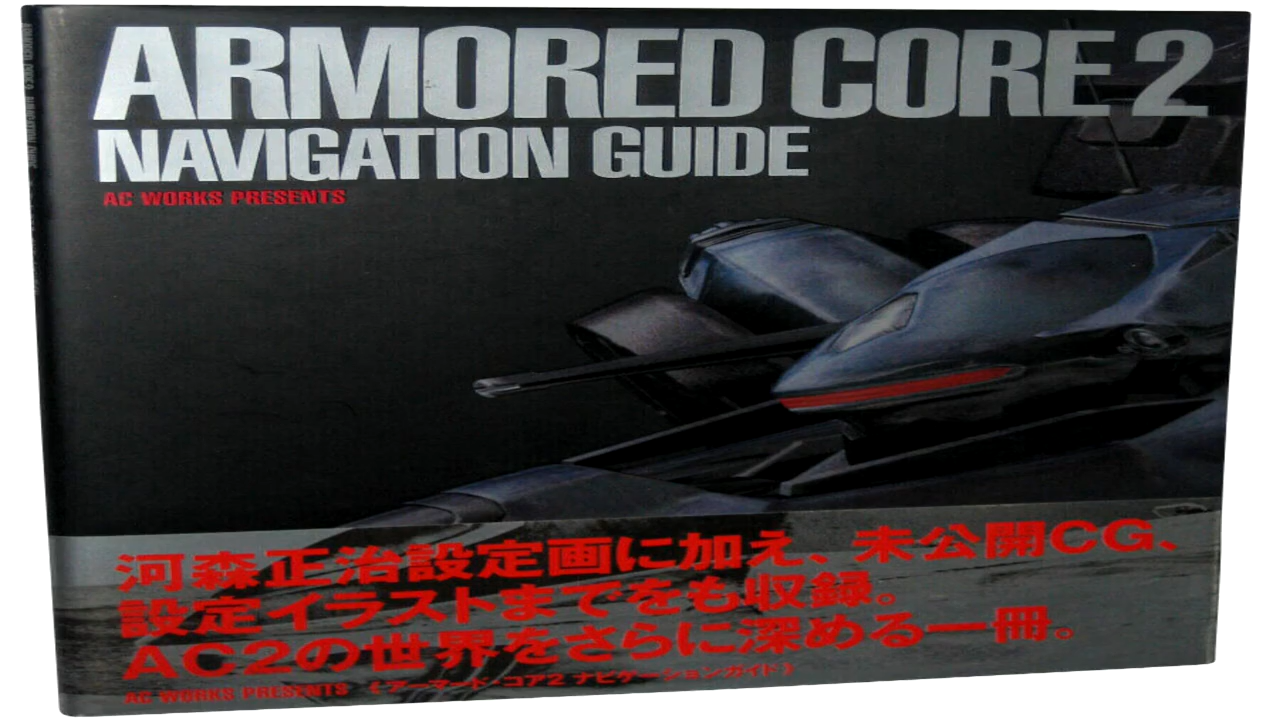 ARMORED CORE 2
NAVIGATION GUIDE
AC WORKS PRESENTS
河森正治設定画に加え、未公開CG、
設定イラストまでをも収録。
AC2の世界をさらに深める一冊。
AC WORKS PRESENTS 《アーマード・コア2 ナビゲーションガイド》